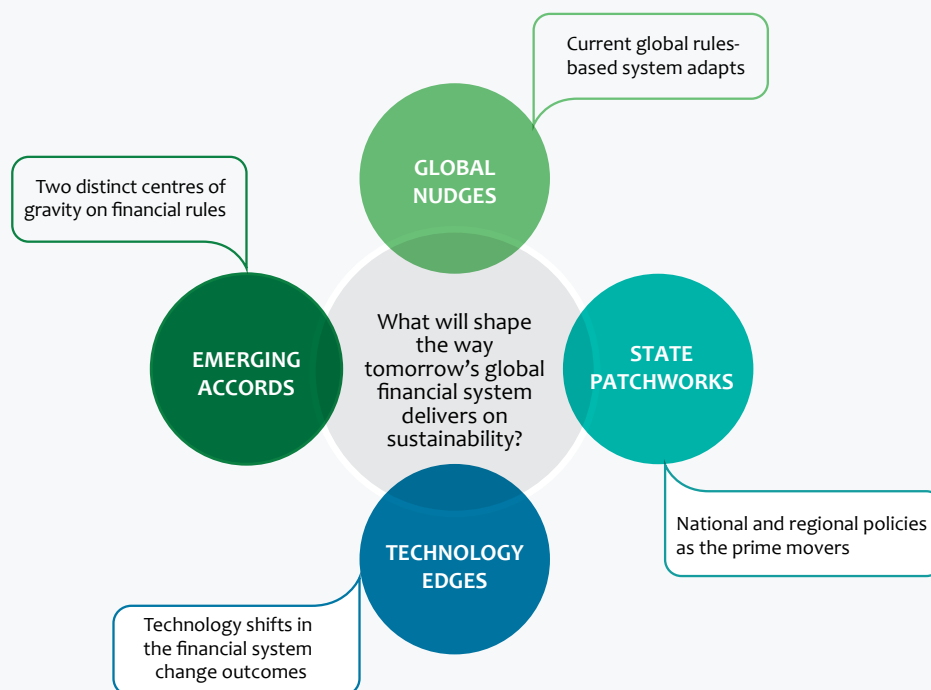 Current global rules-
based system adapts
GLOBAL
NUDGES
Two distinct centres of
gravity on financial rules
EMERGING
ACCORDS
What will shape
the way
tomorrow’s global
financial system
delivers on
sustainability?
STATE
PATCHWORKS
National and regional policies
as the prime movers
TECHNOLOGY
EDGES
Technology shifts in
the financial system
change outcomes